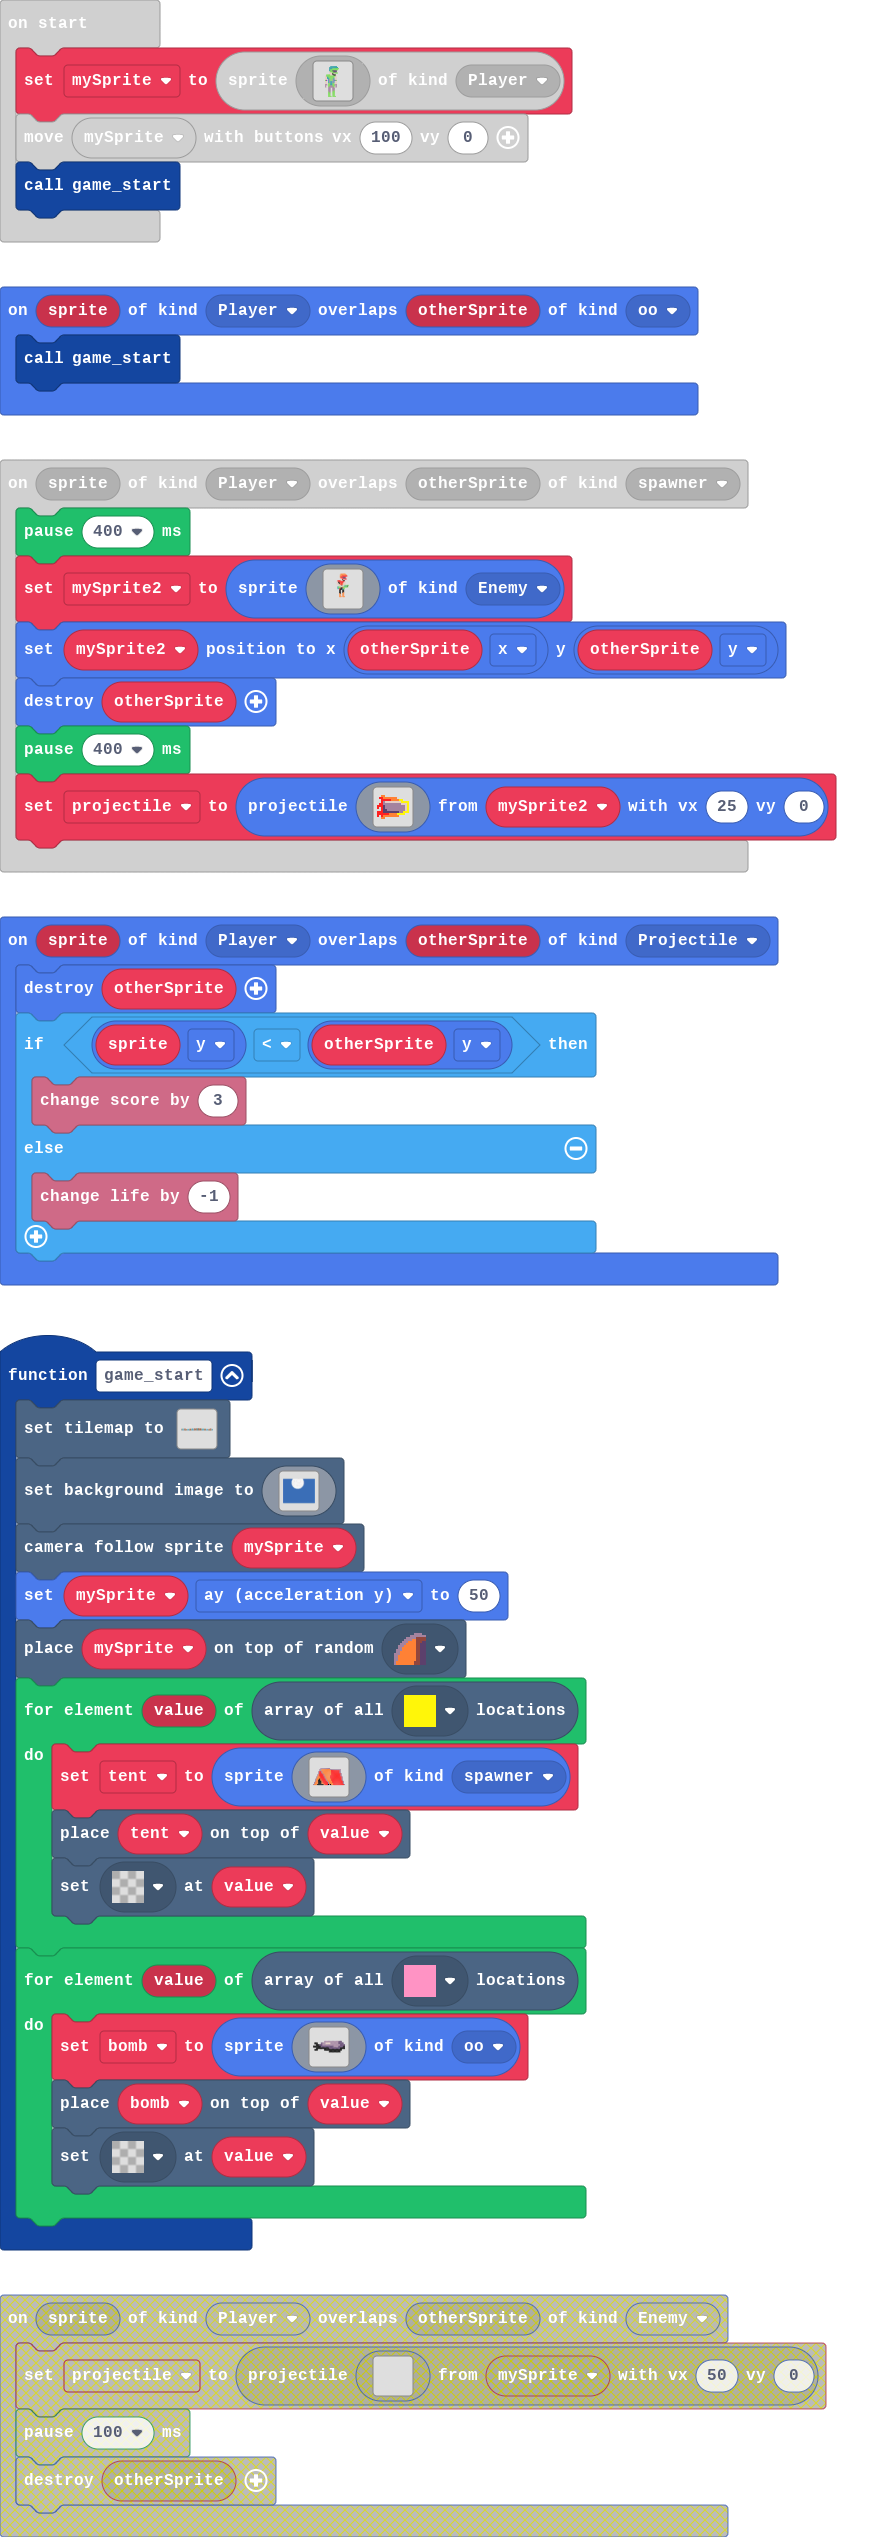 on start
set mySprite to sprite of kind Player
move mySprite with buttons vx 100 vy 0
call game_start
on sprite of kind Player overlaps otherSprite of kind oo
call game_start
on sprite of kind Player overlaps otherSprite of kind spawner
pause 400 ms
set mySprite2 to sprite of kind Enemy
set mySprite2 position to x otherSprite x y otherSprite y
destroy otherSprite
pause 400 ms
set projectile to projectile from mySprite2 with vx 25 vy 0
on sprite of kind Player overlaps otherSprite of kind Projectile
destroy otherSprite
if sprite y < otherSprite y then
change score by 3
else
change life by -1
function game_start
set tilemap to
set background image to
camera follow sprite mySprite
set mySprite ay (acceleration y) to 50
place mySprite on top of random
for element value of array of all locations
do
set tent to sprite of kind spawner
place tent on top of value
set at value
for element value of array of all locations
do
set bomb to sprite of kind oo
place bomb on top of value
set at value
on sprite of kind Player overlaps otherSprite of kind Enemy
set projectile to projectile from mySprite with vx 50 vy 0
pause 100 ms
destroy otherSprite